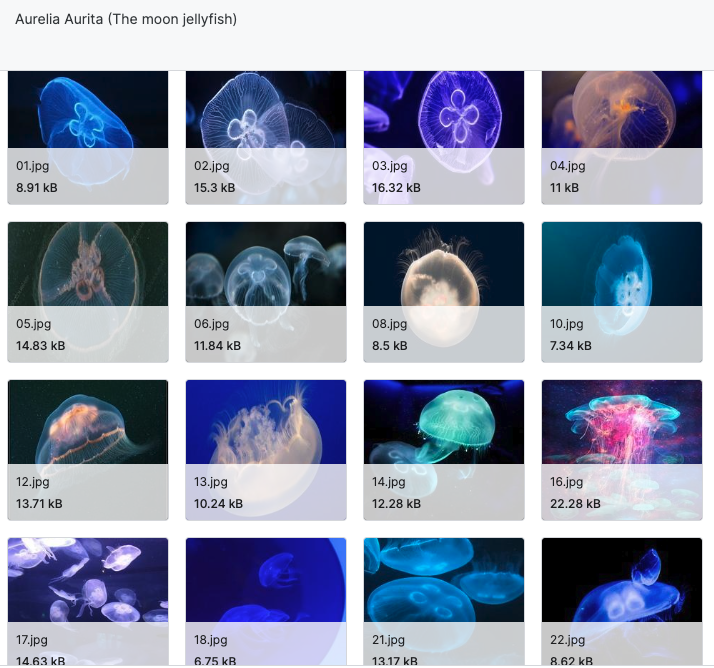 Aurelia Aurita (The moon jellyfish)
01.jpg
8.91 kB
02.jpg
15.3 kB
03.jpg
16.32 kB
04.jpg
11 kB
05.jpg
14.83 kB
06.jpg
11.84 kB
08.jpg
8.5 kB
10.jpg
7.34 kB
12.jpg
13.71 kB
13.jpg
10.24 kB
14.jpg
12.28 kB
16.jpg
22.28 kB
17.jpg
14.63 kB
18.jpg
6.75 kB
21.jpg
13.17 kB
22.jpg
8.62 kB